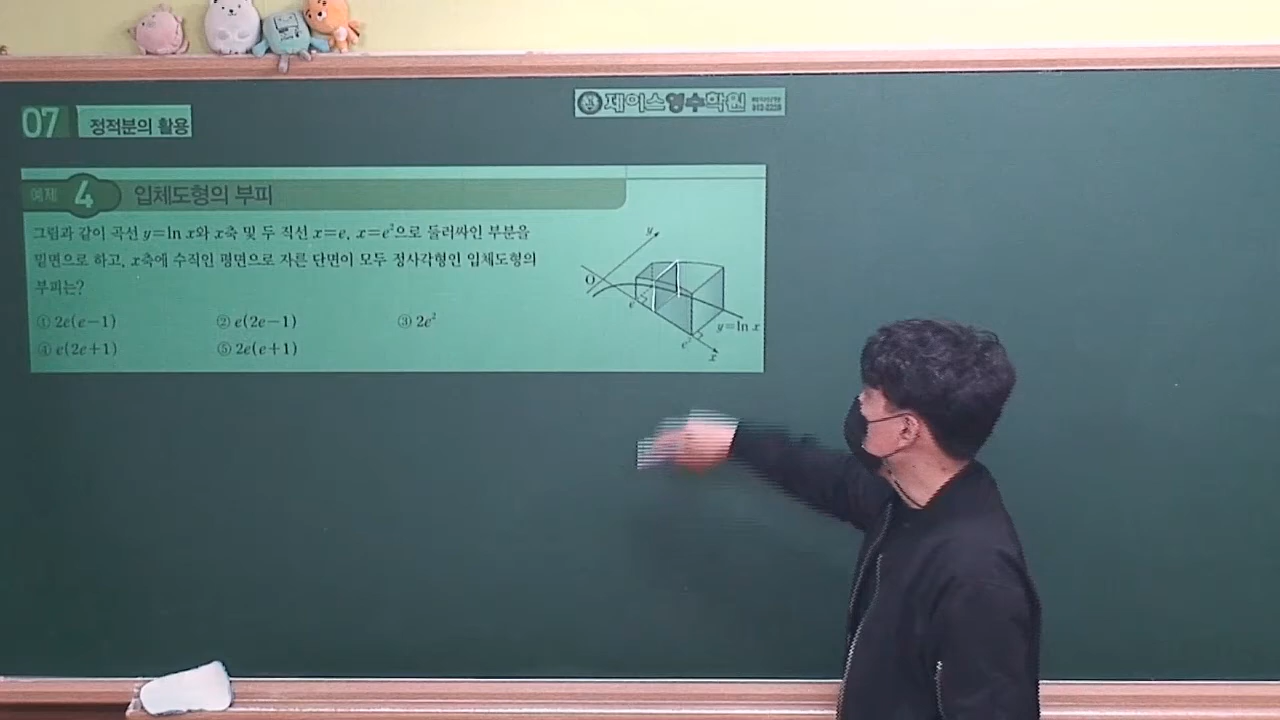 07 정적분의 활용
제이스영수학원
예제 4 입체도형의 부피
그림과 같이 곡선 y=ln x와 x축 및 두 직선 x=e, x=e²으로 둘러싸인 부분을
밑면으로 하고, x축에 수직인 평면으로 자른 단면이 모두 정사각형인 입체도형의
부피는?
① 2e(e−1) ② e(2e−1) ③ 2e²
④ e(2e+1) ⑤ 2e(e+1)
y
O
e
y=ln x
e²
x